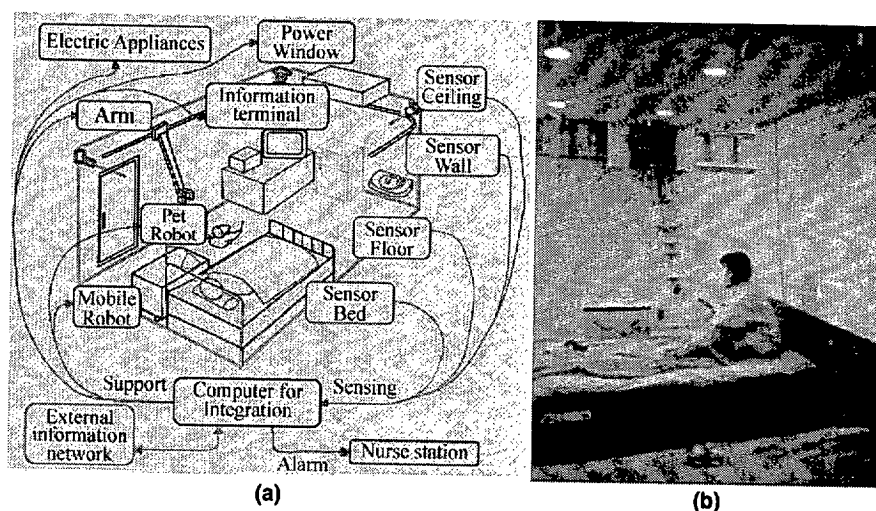 Electric Appliances
Power
Window
Sensor
Ceiling
Arm
Information
terminal
Sensor
Wall
Pet
Robot
Sensor
Floor
Mobile
Robot
Sensor
Bed
Support
Computer for
Integration
Sensing
External
information
network
Alarm
Nurse station
(a)
(b)